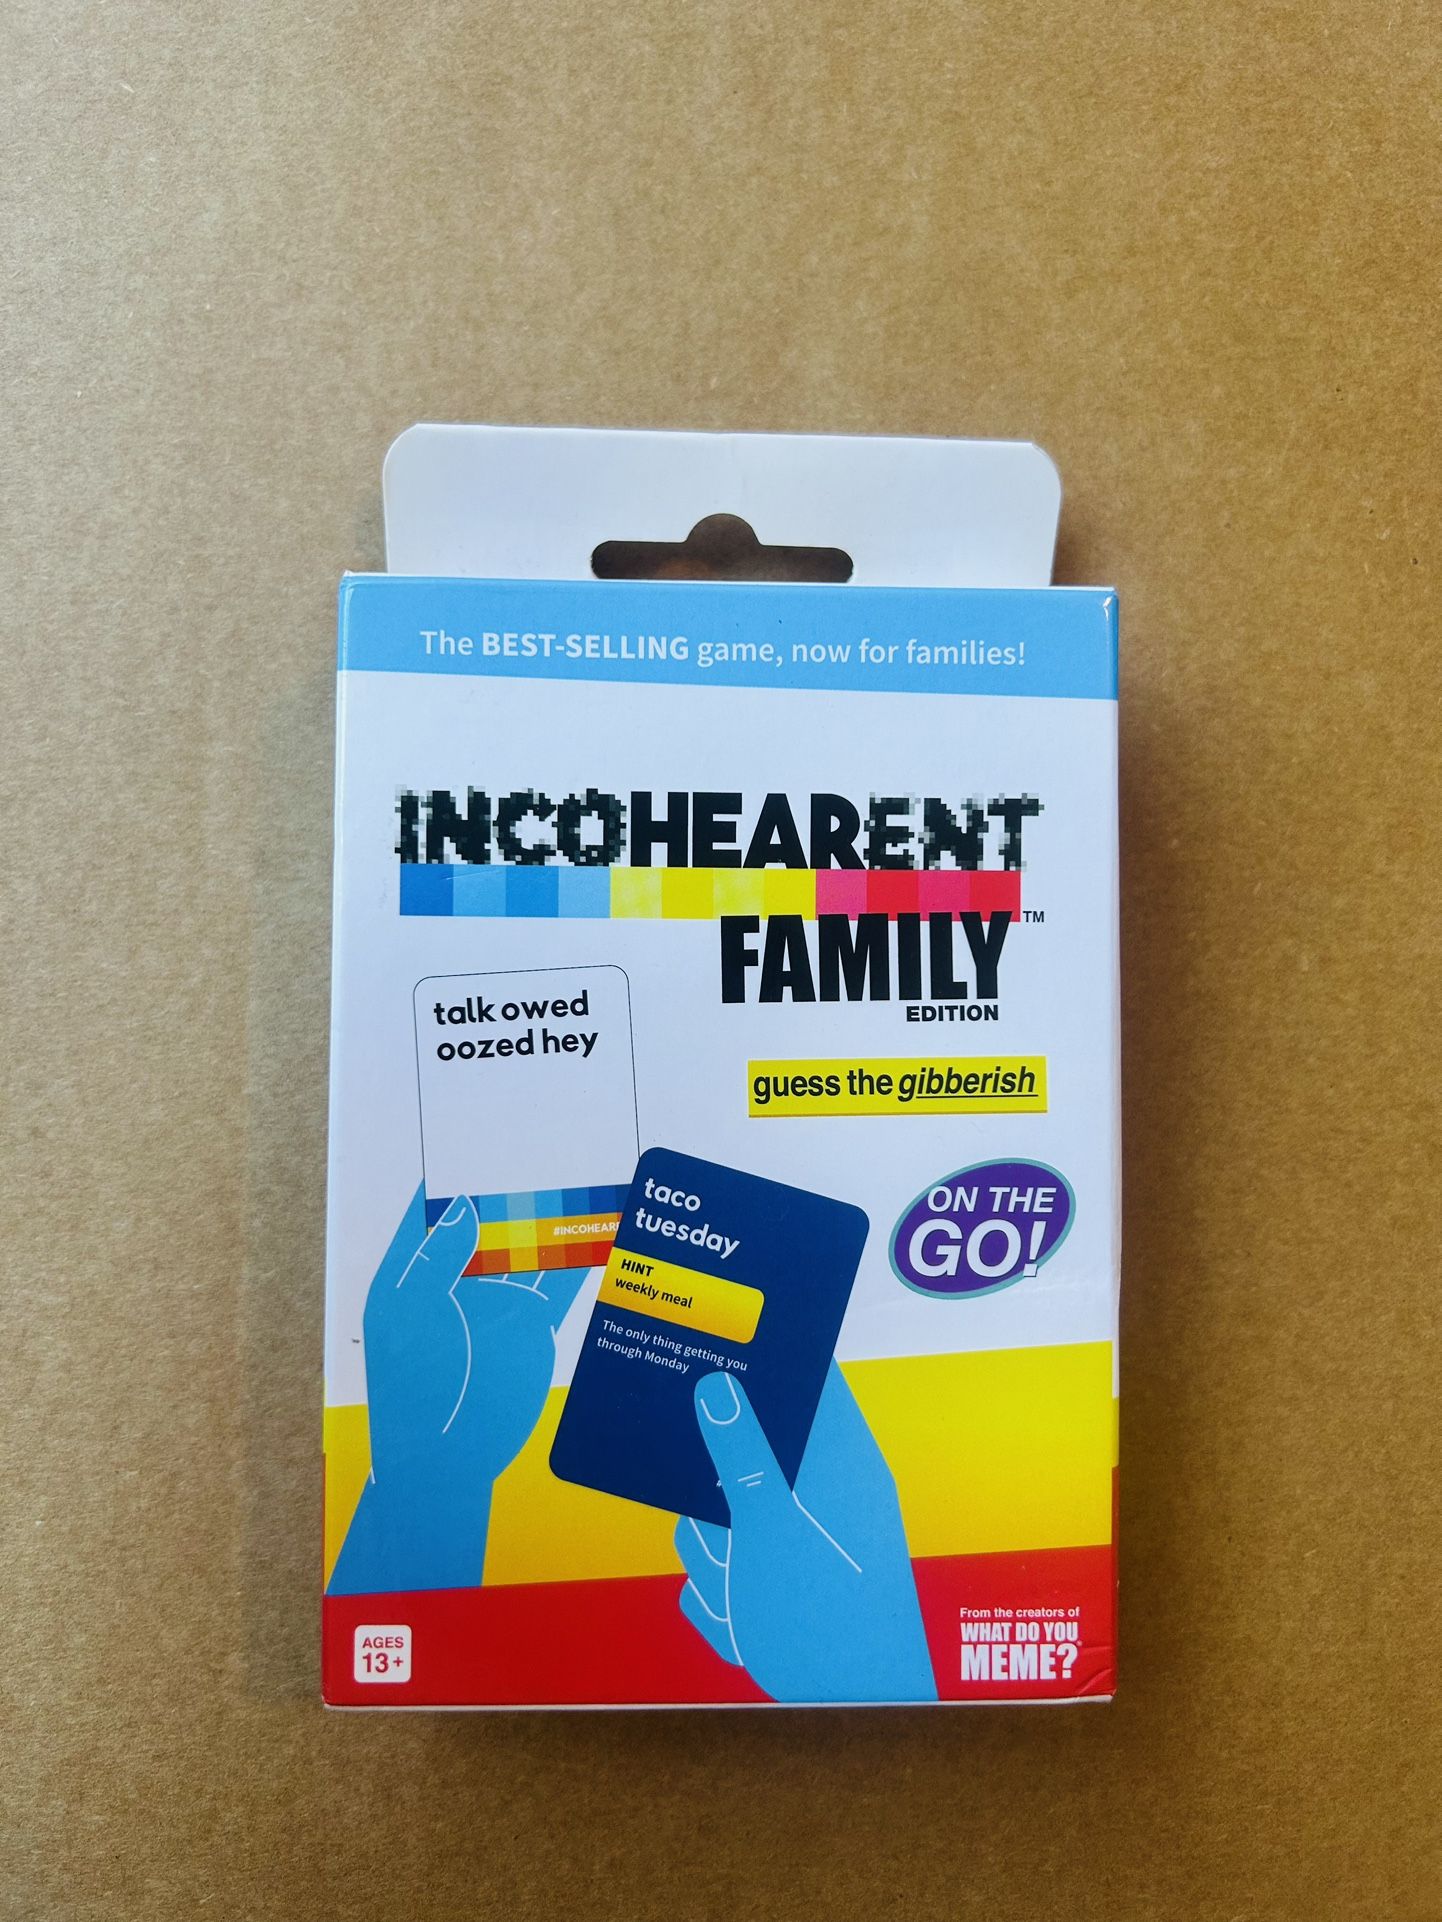 The BEST-SELLING game, now for families!
INCOHEARENT
FAMILY™
EDITION
talk owed
oozed hey
guess the gibberish
taco
tuesday
HINT
weekly meal
The only thing getting you
through Monday
ON THE
GO!
AGES
13+
From the creators of
WHAT DO YOU
MEME?®